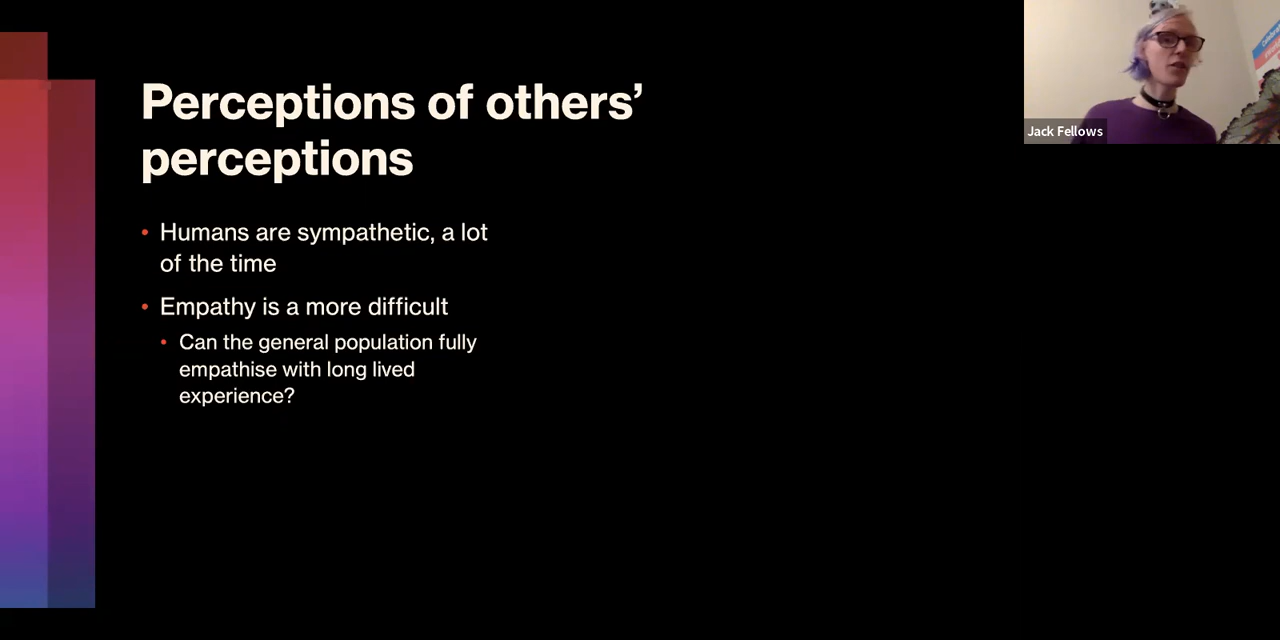 Perceptions of others’
perceptions
• Humans are sympathetic, a lot
of the time
• Empathy is a more difficult
• Can the general population fully
empathise with long lived
experience?
Jack Fellows